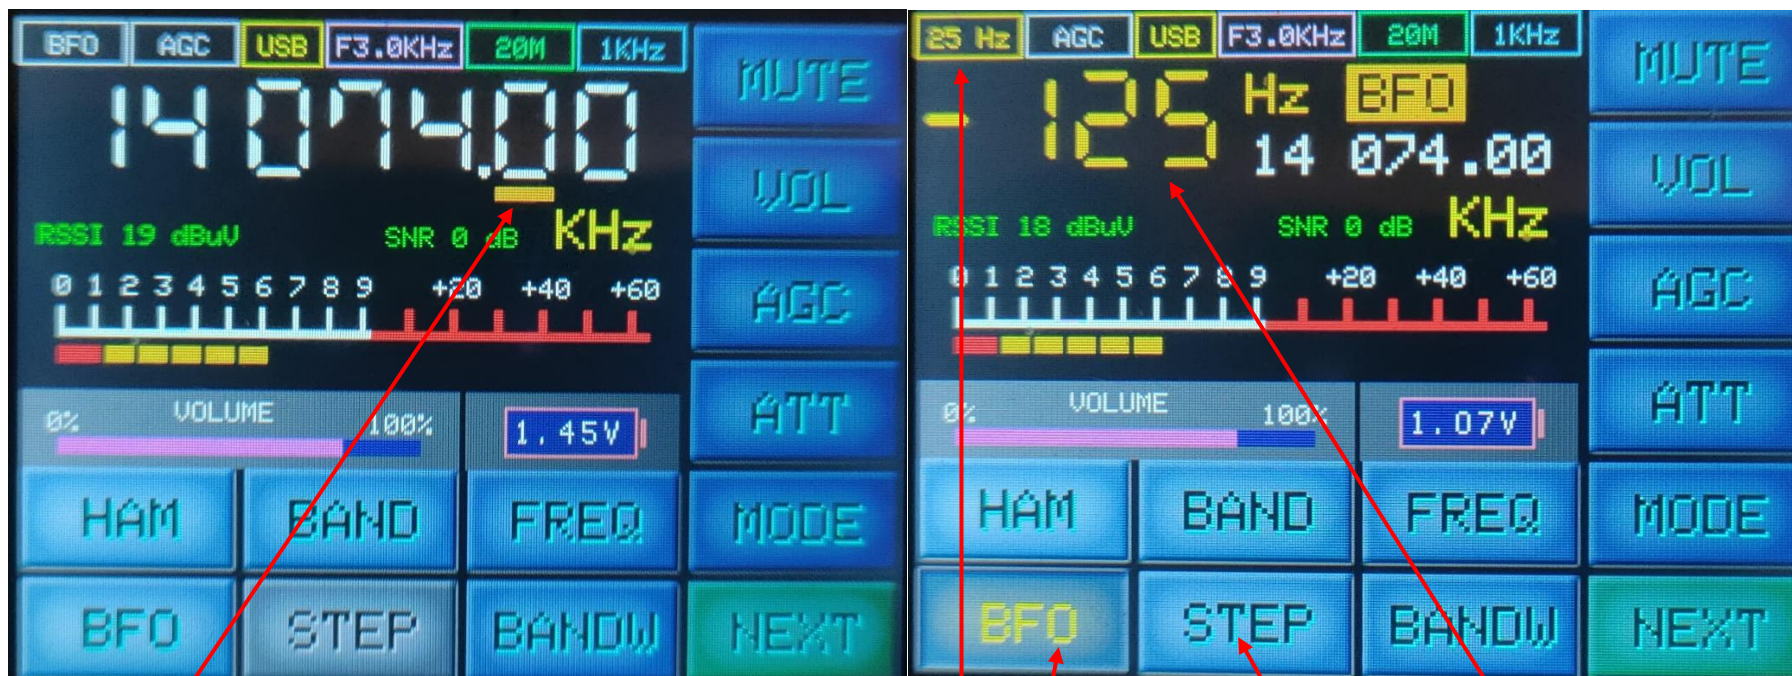 BFO AGC USB F3.0KHz 20M 1KHz
14 074.00
RSSI 19 dBuV SNR 0 dB KHz
0 1 2 3 4 5 6 7 8 9 +20 +40 +60
0% VOLUME 100%
1.45V
HAM BAND FREQ
BFO STEP BANDW
MUTE
VOL
AGC
ATT
MODE
NEXT
25 Hz AGC USB F3.0KHz 20M 1KHz
- 125 Hz BFO
14 074.00
RSSI 18 dBuV SNR 0 dB KHz
0 1 2 3 4 5 6 7 8 9 +20 +40 +60
0% VOLUME 100%
1.07V
HAM BAND FREQ
BFO STEP BANDW
MUTE
VOL
AGC
ATT
MODE
NEXT